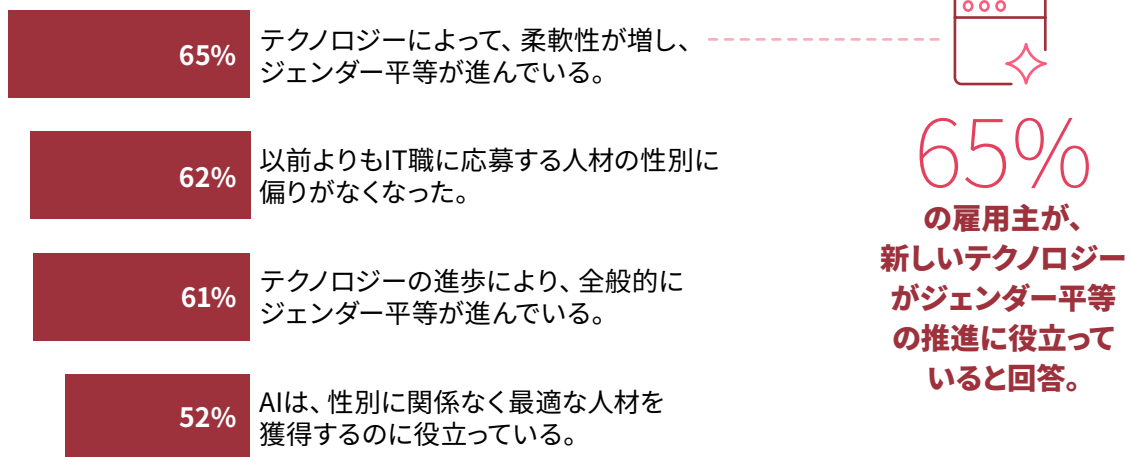 65%
テクノロジーによって、柔軟性が増し、
ジェンダー平等が進んでいる。
62%
以前よりもIT職に応募する人材の性別に
偏りがなくなった。
61%
テクノロジーの進歩により、全般的に
ジェンダー平等が進んでいる。
52%
AIは、性別に関係なく最適な人材を
獲得するのに役立っている。
65%
の雇用主が、
新しいテクノロジー
がジェンダー平等
の推進に役立って
いると回答。